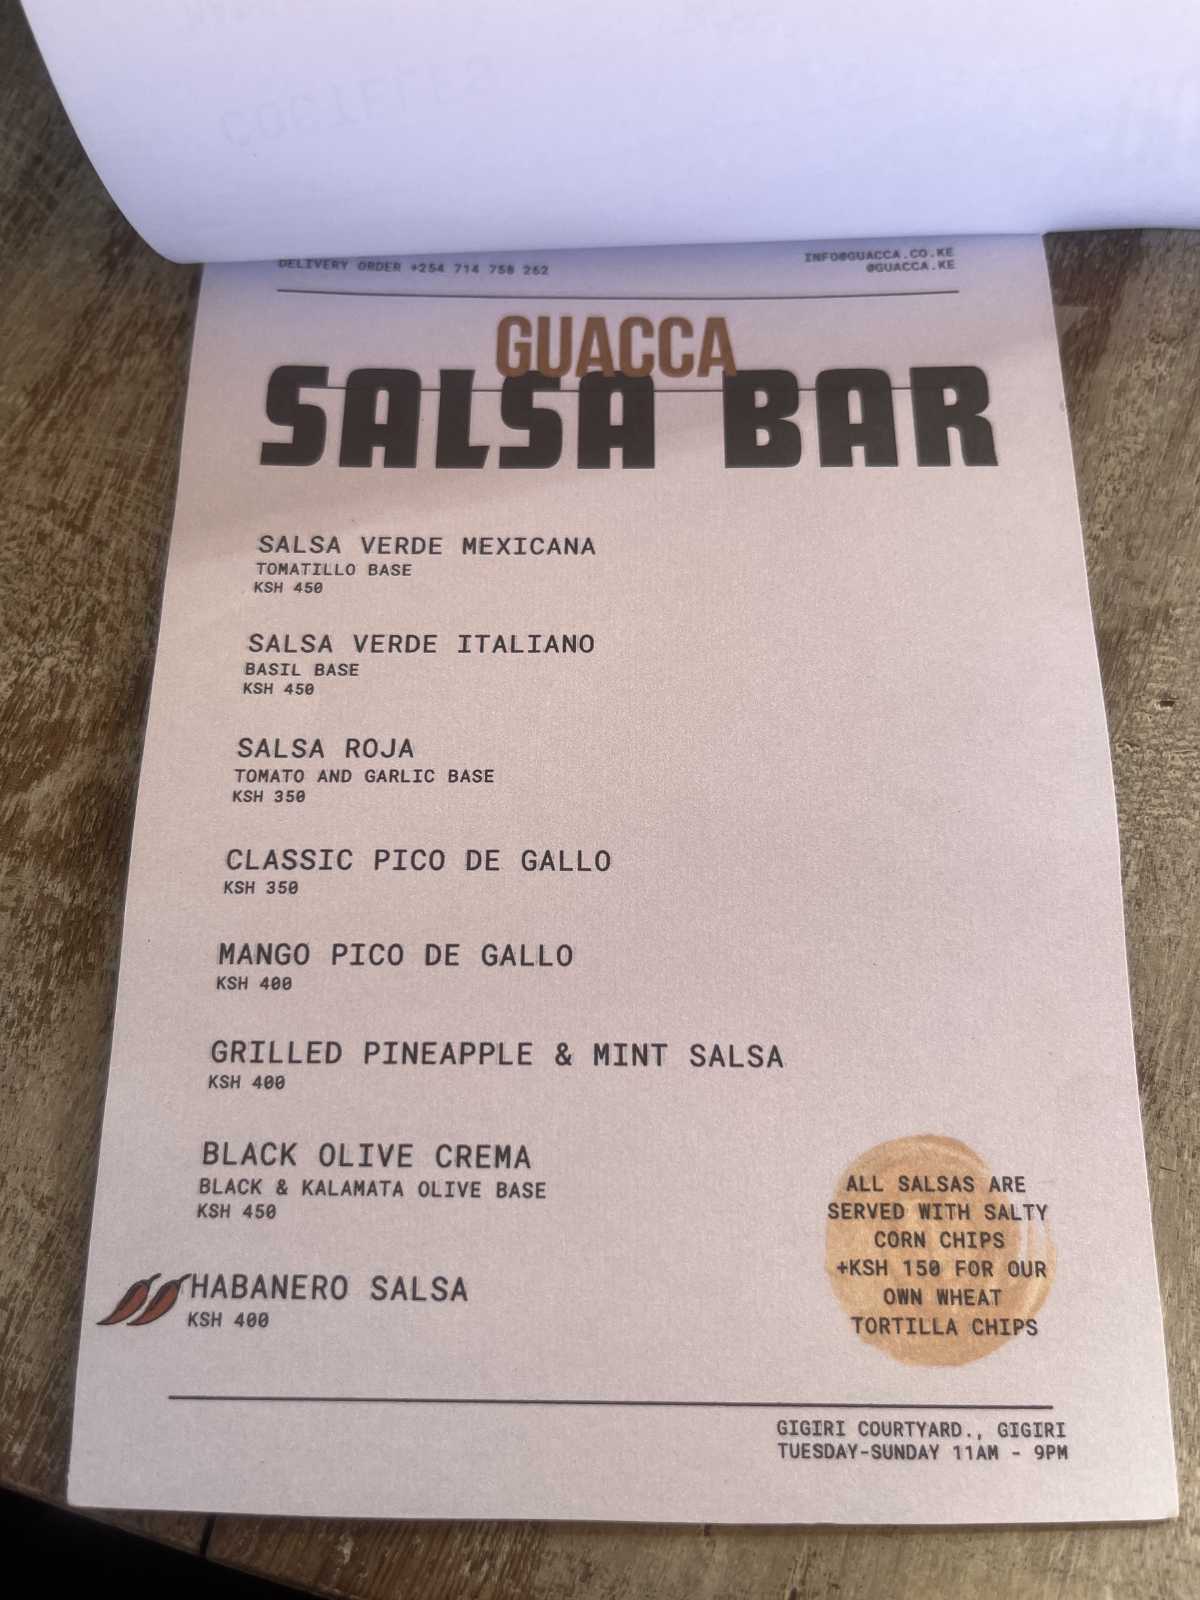 DELIVERY ORDER +254 714 758 262
INFO@GUACCA.CO.KE
@GUACCA.KE
GUACCA
SALSA BAR
SALSA VERDE MEXICANA
TOMATILLO BASE
KSH 450
SALSA VERDE ITALIANO
BASIL BASE
KSH 450
SALSA ROJA
TOMATO AND GARLIC BASE
KSH 350
CLASSIC PICO DE GALLO
KSH 350
MANGO PICO DE GALLO
KSH 400
GRILLED PINEAPPLE & MINT SALSA
KSH 400
BLACK OLIVE CREMA
BLACK & KALAMATA OLIVE BASE
KSH 450
HABANERO SALSA
KSH 400
ALL SALSAS ARE
SERVED WITH SALTY
CORN CHIPS
+KSH 150 FOR OUR
OWN WHEAT
TORTILLA CHIPS
GIGIRI COURTYARD., GIGIRI
TUESDAY-SUNDAY 11AM - 9PM